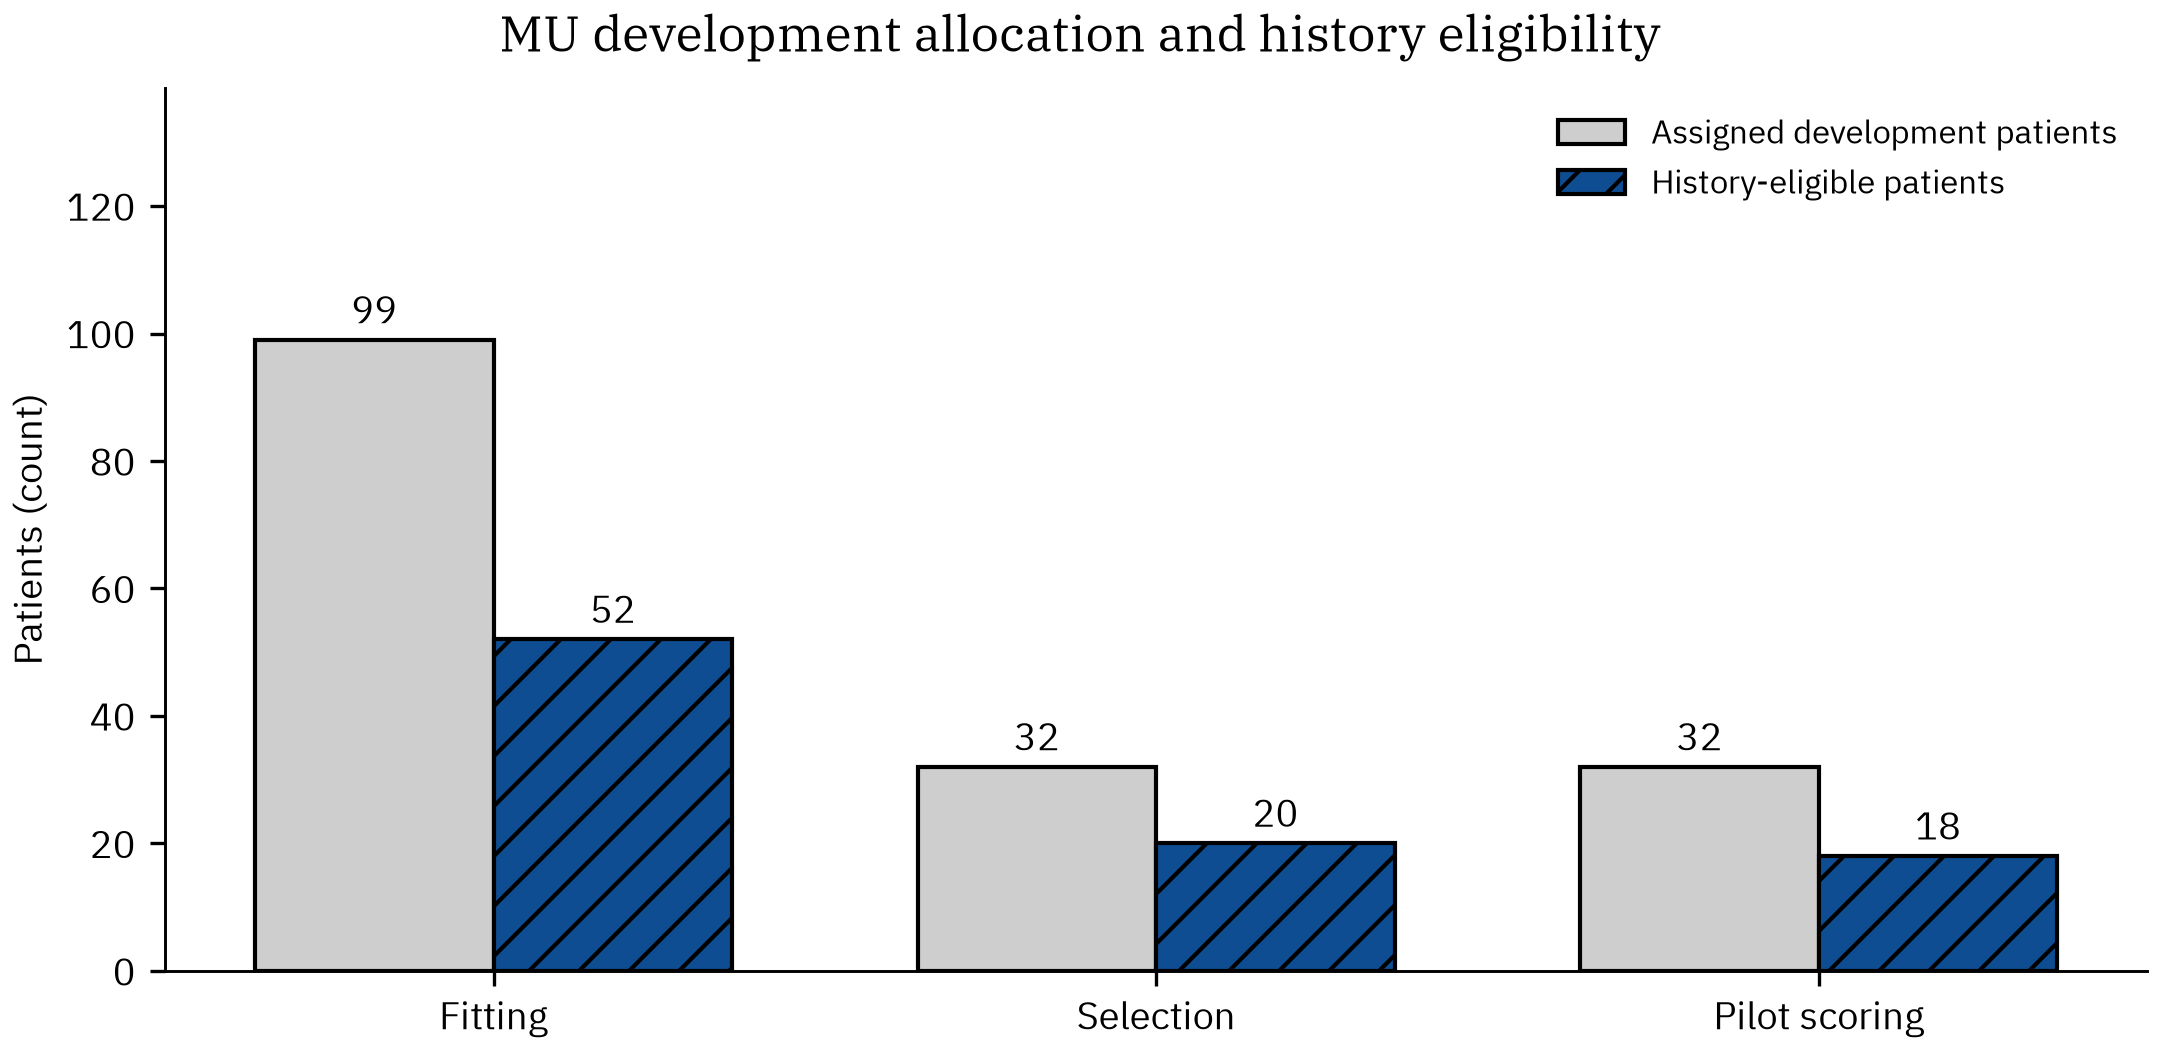 MU development allocation and history eligibility
Assigned development patients
History-eligible patients
Patients (count)
120
100
80
60
40
20
0
99
52
32
20
32
18
Fitting
Selection
Pilot scoring